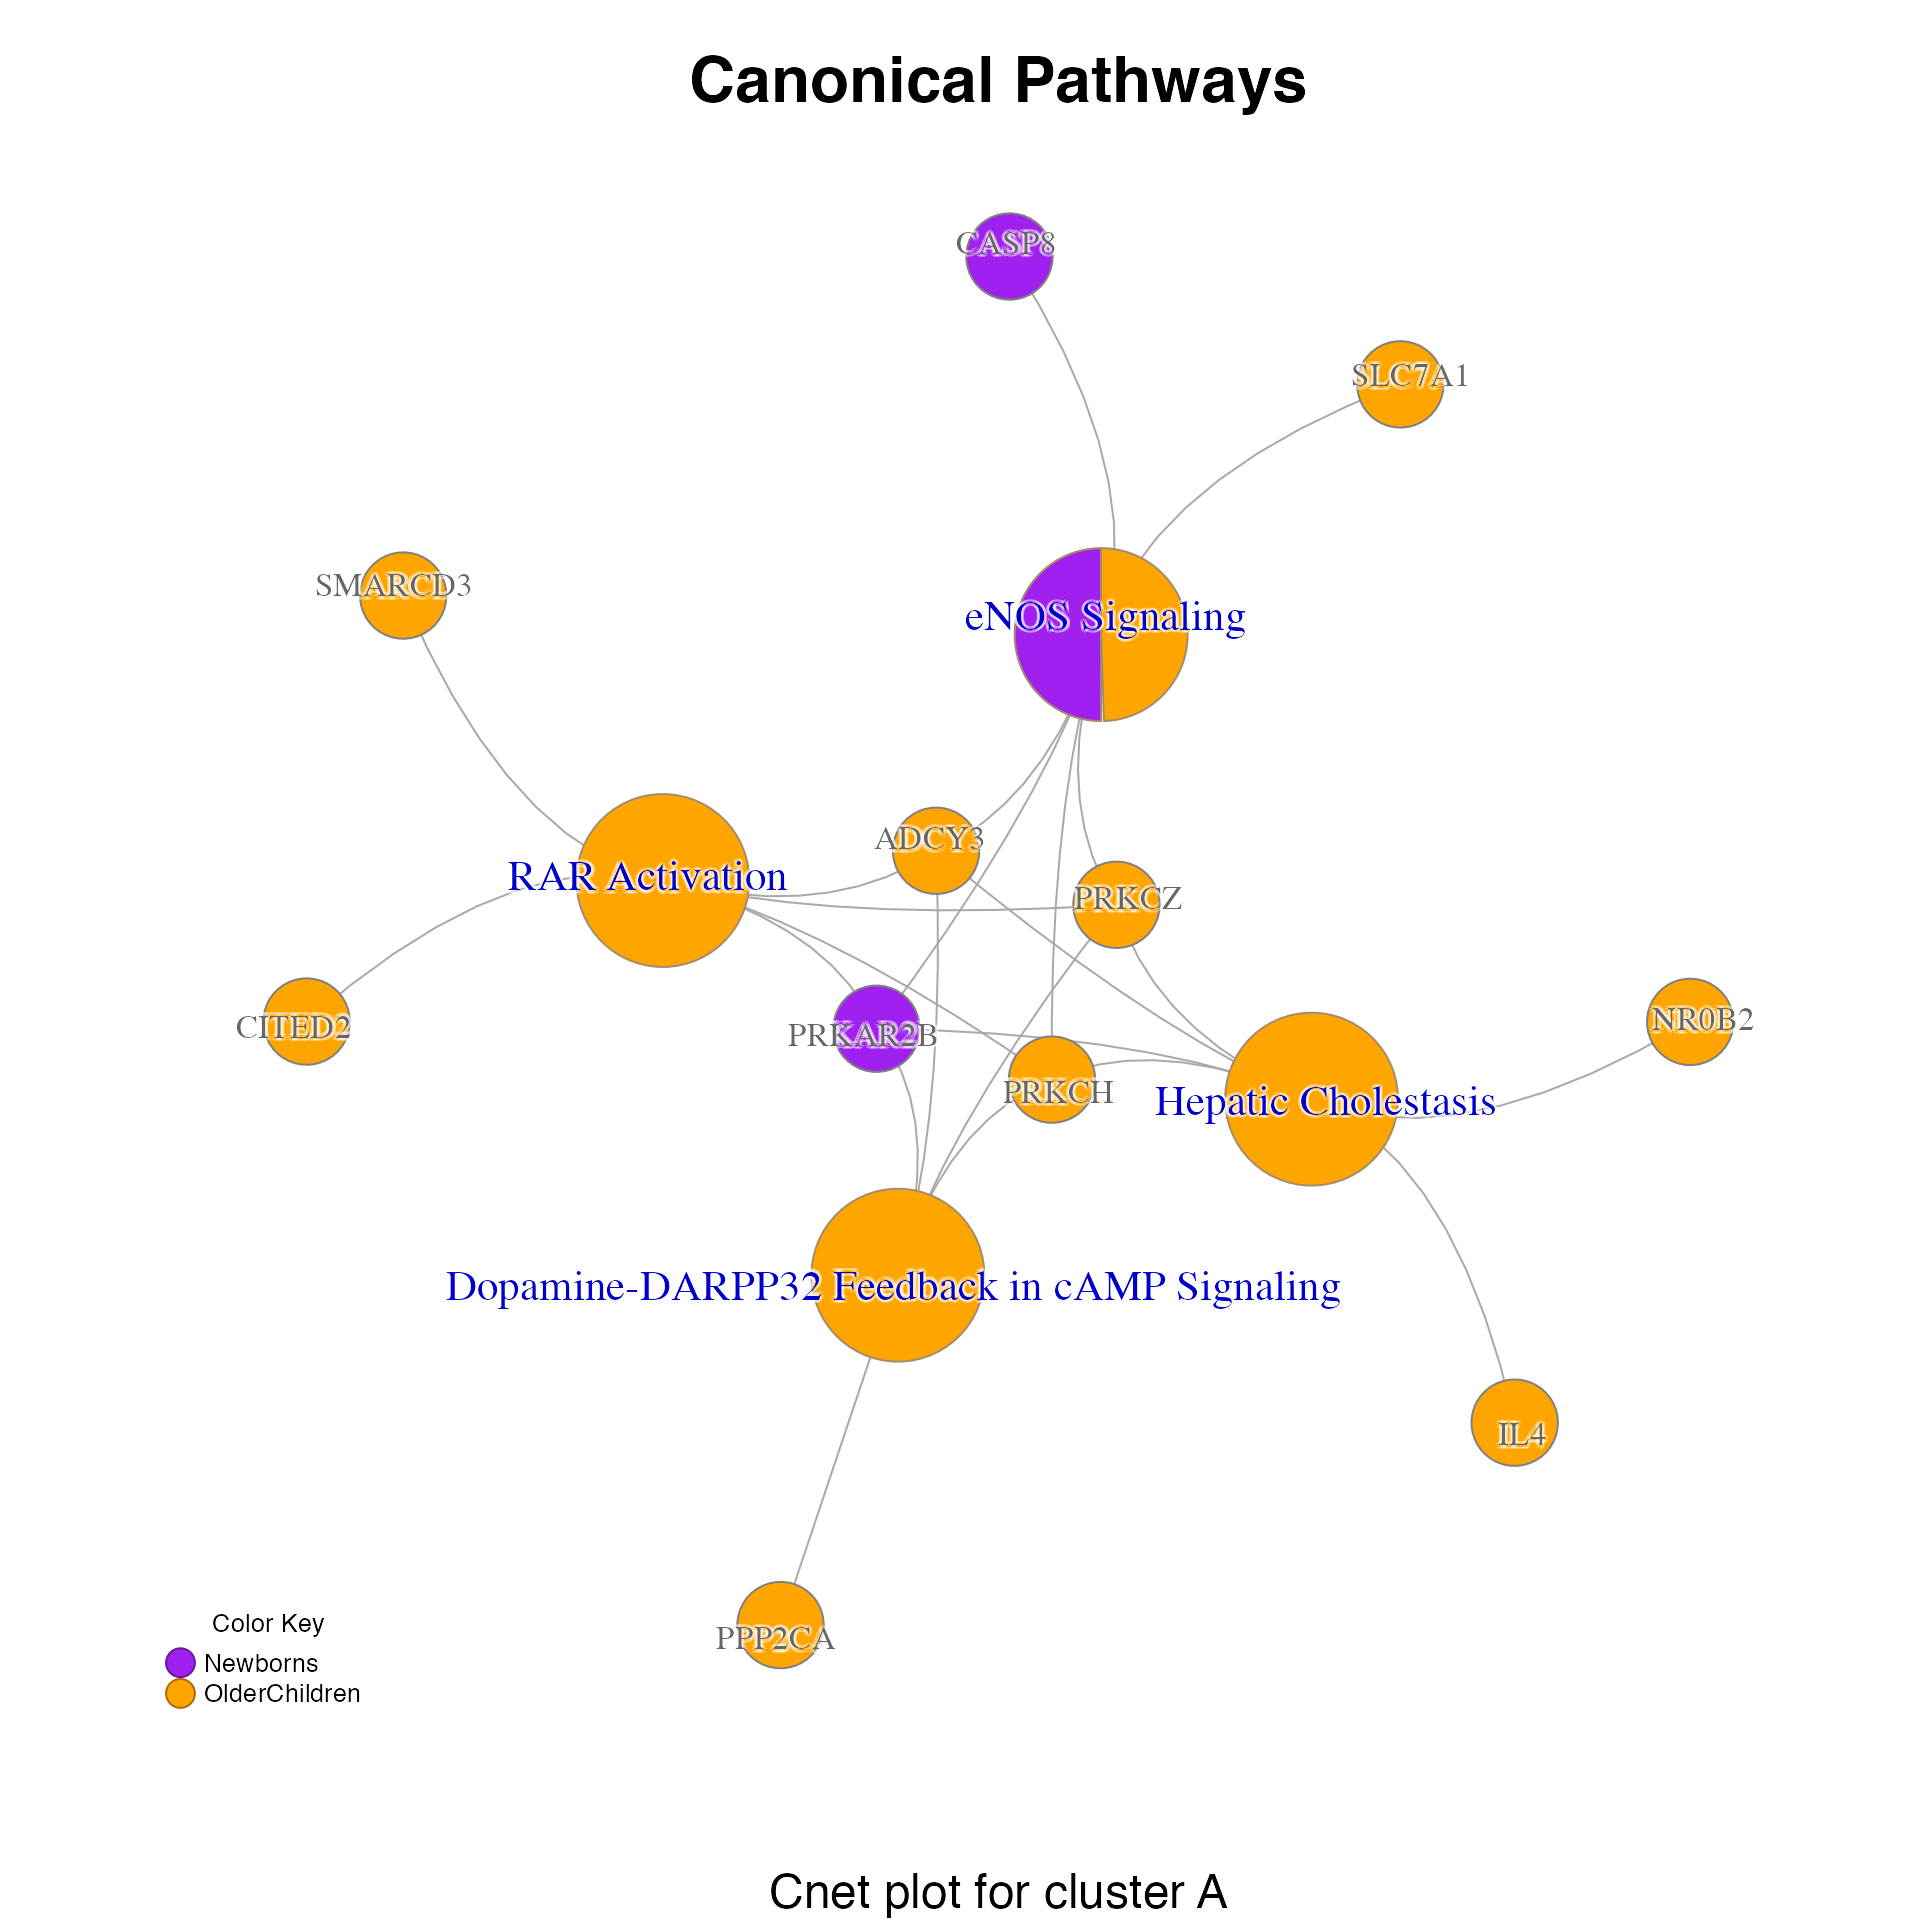 Canonical Pathways
CASP8
SLC7A1
SMARCD3
eNOS Signaling
ADCY3
RAR Activation
PRKCZ
CITED2
PRKAR2B
NR0B2
PRKCH
Hepatic Cholestasis
Dopamine-DARPP32 Feedback in cAMP Signaling
IL4
PPP2CA
Color Key
Newborns
OlderChildren
Cnet plot for cluster A